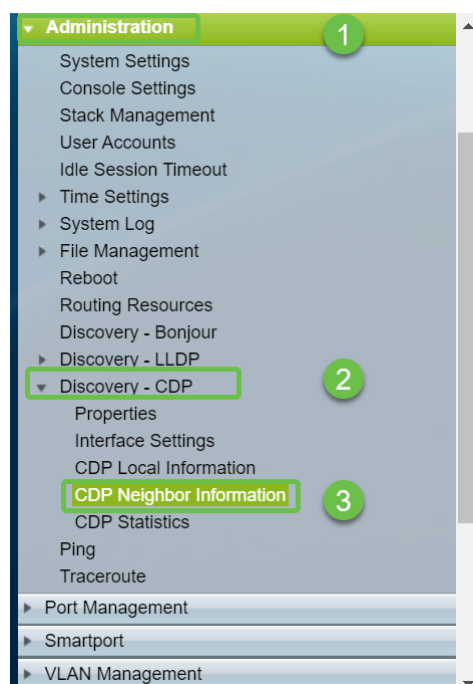 Administration 1
System Settings
Console Settings
Stack Management
User Accounts
Idle Session Timeout
Time Settings
System Log
File Management
Reboot
Routing Resources
Discovery - Bonjour
Discovery - LLDP
Discovery - CDP 2
Properties
Interface Settings
CDP Local Information
CDP Neighbor Information 3
CDP Statistics
Ping
Traceroute
Port Management
Smartport
VLAN Management